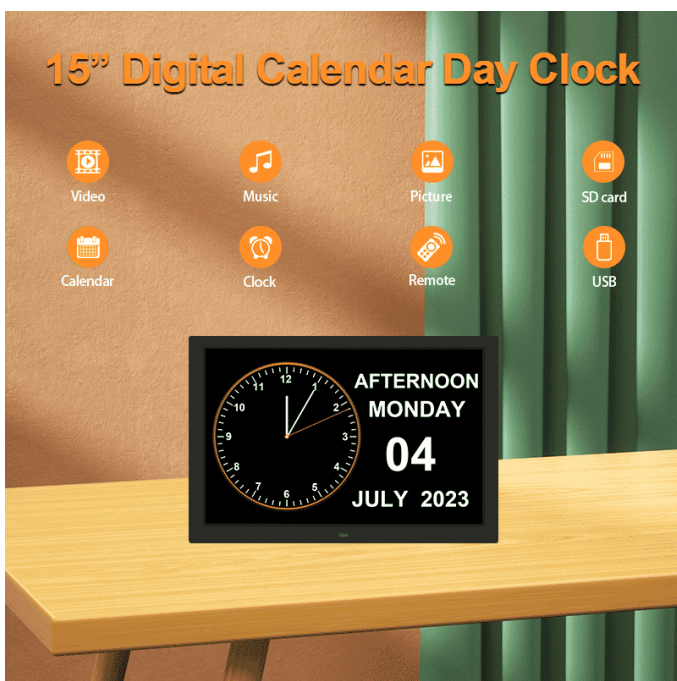 15” Digital Calendar Day Clock
Video
Music
Picture
SD card
Calendar
Clock
Remote
USB
12
1
2
3
4
5
6
7
8
9
10
11
AFTERNOON
MONDAY
04
JULY 2023